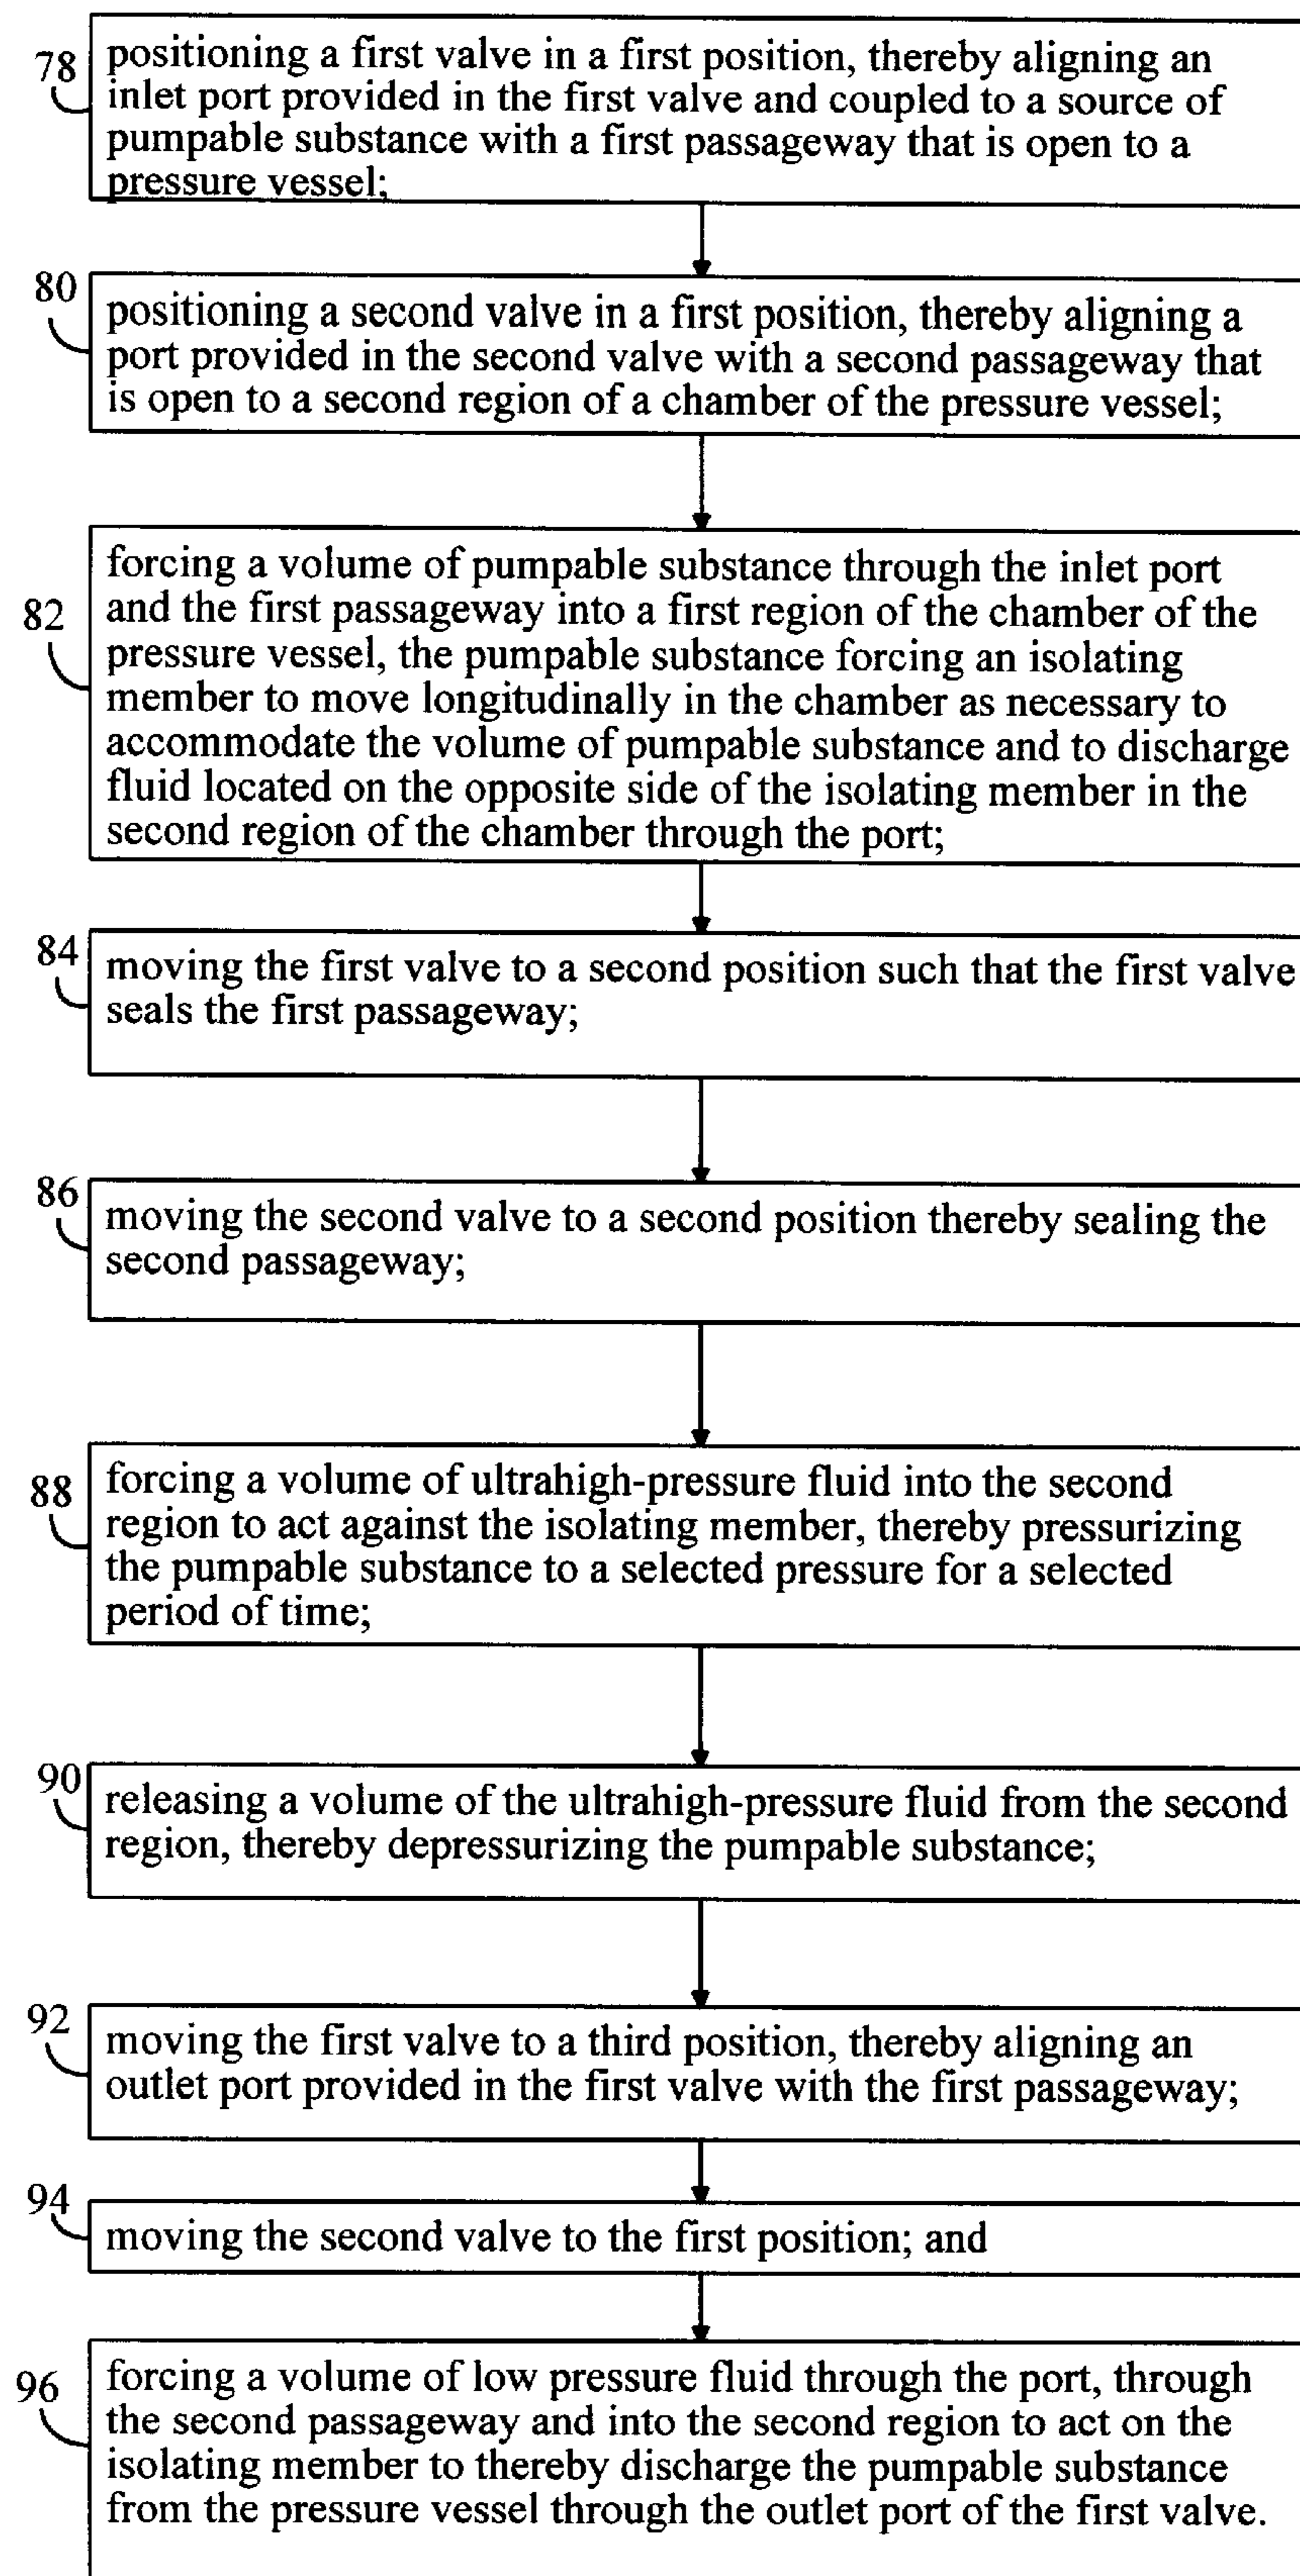 78
positioning a first valve in a first position, thereby aligning an
inlet port provided in the first valve and coupled to a source of
pumpable substance with a first passageway that is open to a
pressure vessel;
80
positioning a second valve in a first position, thereby aligning a
port provided in the second valve with a second passageway that
is open to a second region of a chamber of the pressure vessel;
82
forcing a volume of pumpable substance through the inlet port
and the first passageway into a first region of the chamber of the
pressure vessel, the pumpable substance forcing an isolating
member to move longitudinally in the chamber as necessary to
accommodate the volume of pumpable substance and to discharge
fluid located on the opposite side of the isolating member in the
second region of the chamber through the port;
84
moving the first valve to a second position such that the first valve
seals the first passageway;
86
moving the second valve to a second position thereby sealing the
second passageway;
88
forcing a volume of ultrahigh-pressure fluid into the second
region to act against the isolating member, thereby pressurizing
the pumpable substance to a selected pressure for a selected
period of time;
90
releasing a volume of the ultrahigh-pressure fluid from the second
region, thereby depressurizing the pumpable substance;
92
moving the first valve to a third position, thereby aligning an
outlet port provided in the first valve with the first passageway;
94
moving the second valve to the first position; and
96
forcing a volume of low pressure fluid through the port, through
the second passageway and into the second region to act on the
isolating member to thereby discharge the pumpable substance
from the pressure vessel through the outlet port of the first valve.